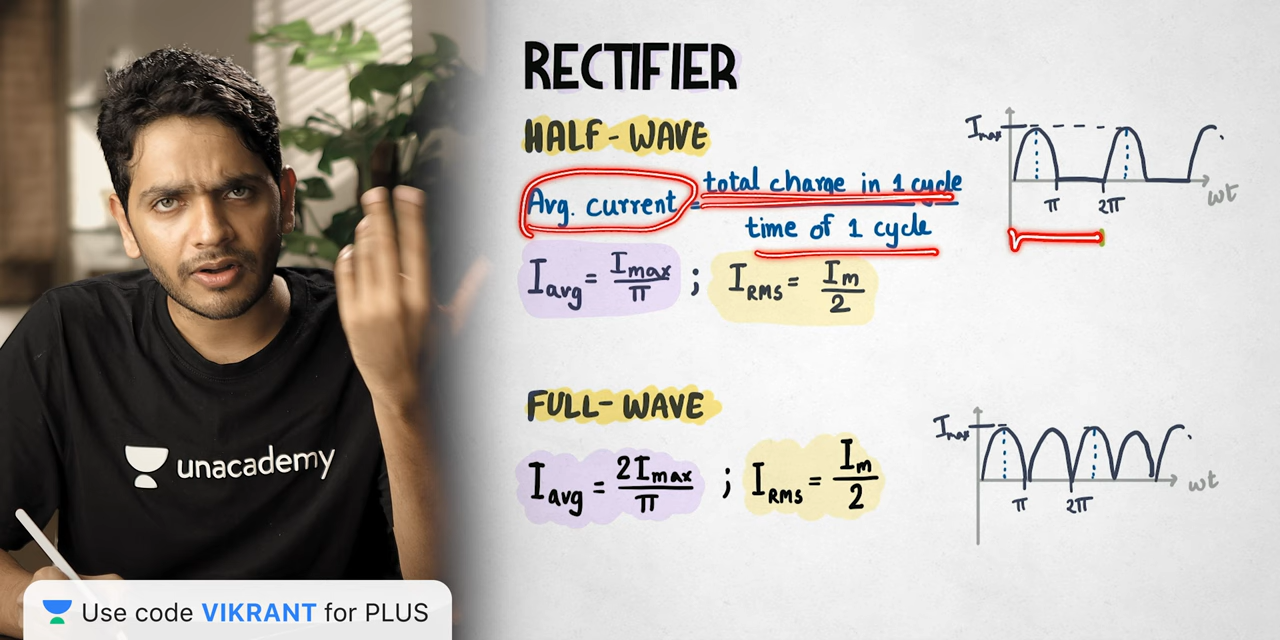 RECTIFIER
HALF-WAVE
Avg. current = total charge in 1 cycle
time of 1 cycle
Iavg = Imax/π ; IRMS = Im/2
Imax
π 2π
ωt
FULL-WAVE
Iavg = 2Imax/π ; IRMS = Im/2
Imax
π 2π
ωt
unacademy
Use code VIKRANT for PLUS